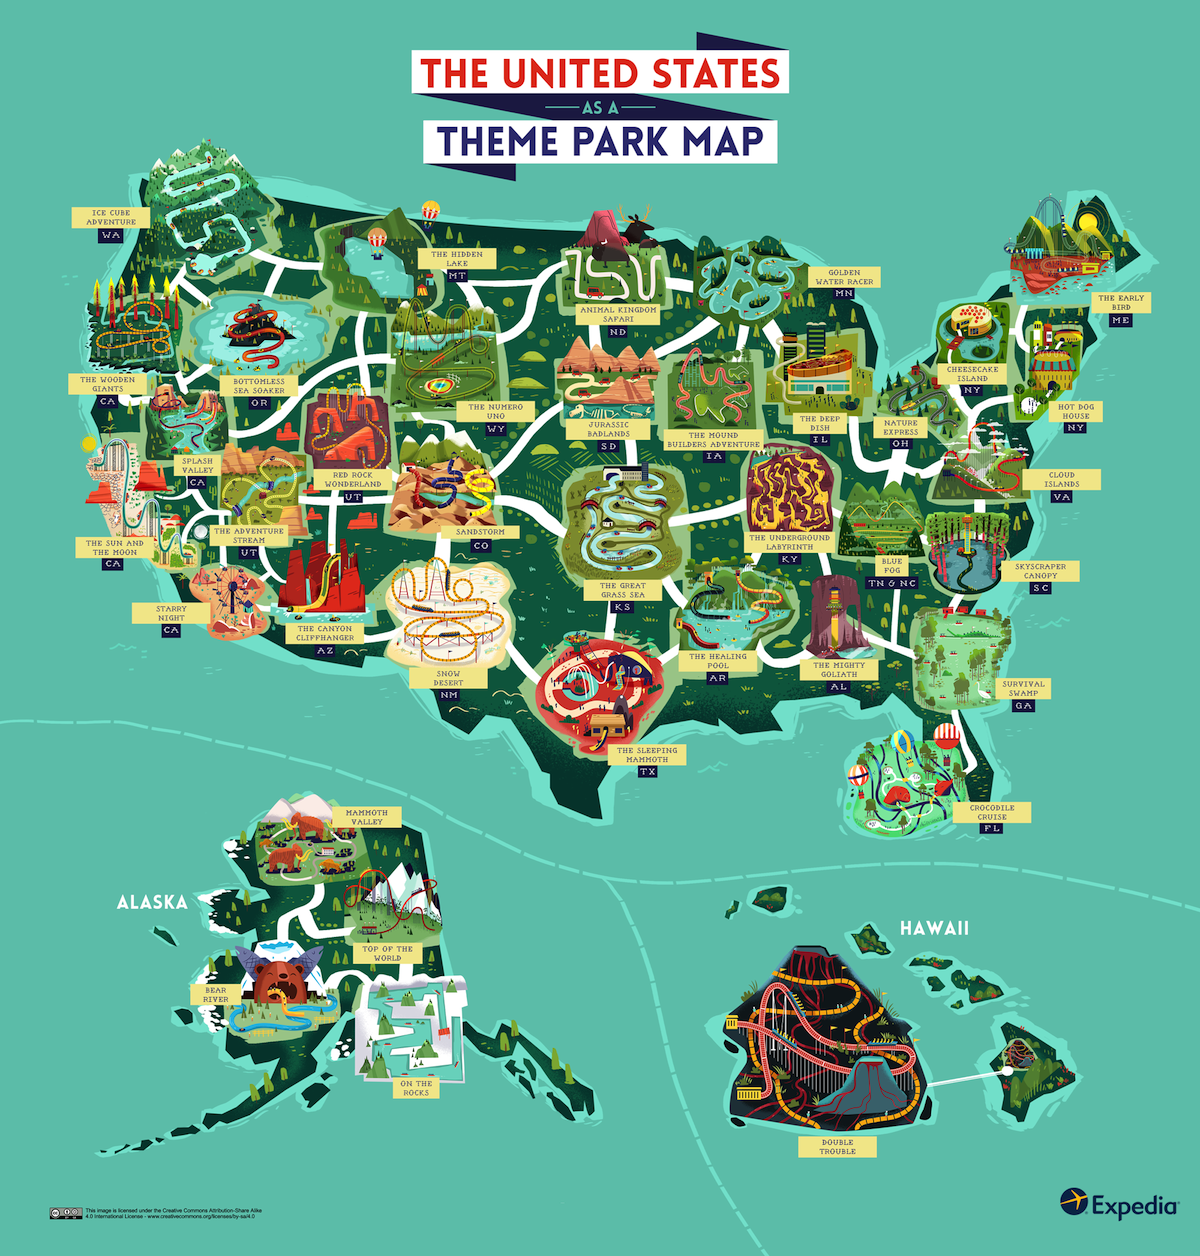 THE UNITED STATES
AS A
THEME PARK MAP
ICE CUBE
ADVENTURE
WA
THE HIDDEN
LAKE
MT
ANIMAL KINGDOM
SAFARI
ND
GOLDEN
WATER RACER
MN
THE EARLY
BIRD
ME
THE WOODEN
GIANTS
CA
BOTTOMLESS
SEA SOAKER
OR
THE NUMERO
UNO
WY
JURASSIC
BADLANDS
SD
THE MOUND
BUILDERS ADVENTURE
IA
THE DEEP
DISH
IL
NATURE
EXPRESS
OH
CHEESECAKE
ISLAND
NY
HOT DOG
HOUSE
NY
SPLASH
VALLEY
CA
RED ROCK
WONDERLAND
UT
CLOUD
ISLANDS
VA
THE SUN AND
THE MOON
CA
THE ADVENTURE
STREAM
UT
SANDSTORM
CO
THE GREAT
GRASS SEA
KS
THE UNDERGROUND
LABYRINTH
KY
BLUE
FOG
TN & NC
SKYSCRAPER
CANOPY
SC
STARRY
NIGHT
CA
THE CANYON
CLIFFHANGER
AZ
SNOW
DESERT
NM
THE HEALING
POOL
AR
THE MIGHTY
GOLIATH
AL
SURVIVAL
SWAMP
GA
THE SLEEPING
MAMMOTH
TX
CROCODILE
CRUISE
FL
MAMMOTH
VALLEY
ALASKA
TOP OF THE
WORLD
BEAR
RIVER
ON THE
ROCKS
HAWAII
DOUBLE
TROUBLE
This image is licensed under the Creative Commons Attribution-Share Alike
4.0 International License - www.creativecommons.org/licenses/by-sa/4.0
Expedia